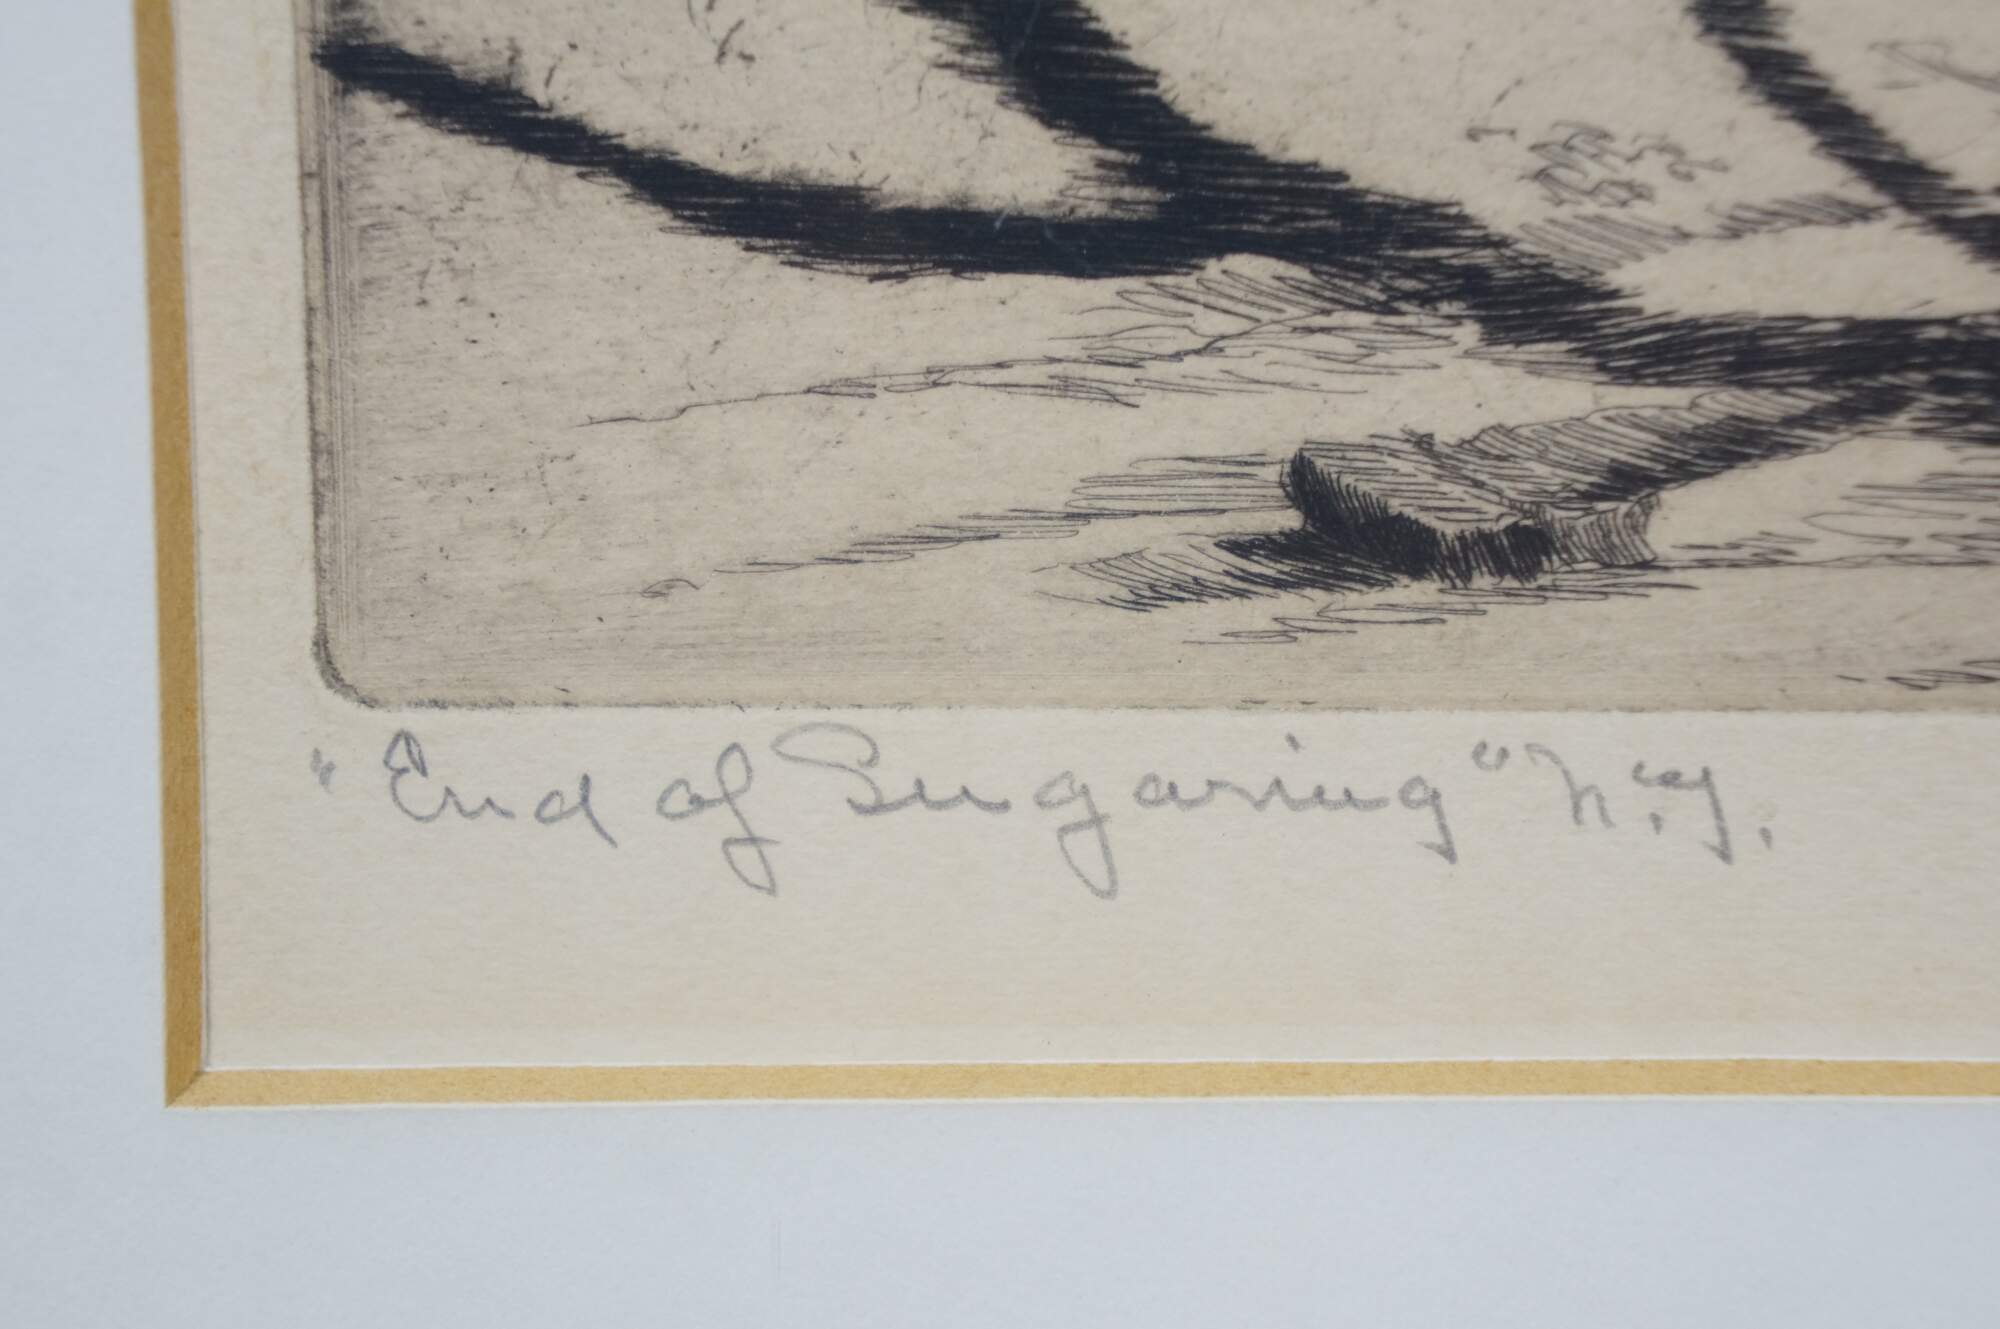 "End of Sugaring" N.Y.